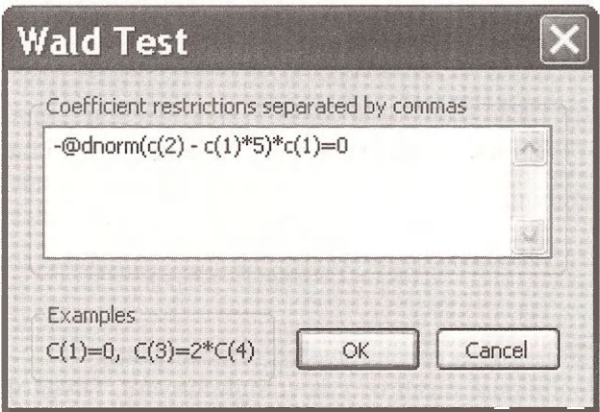 Wald Test
Coefficient restrictions separated by commas
-@dnorm(c(2) - c(1)*5)*c(1)=0
Examples
C(1)=0, C(3)=2*C(4)
OK
Cancel